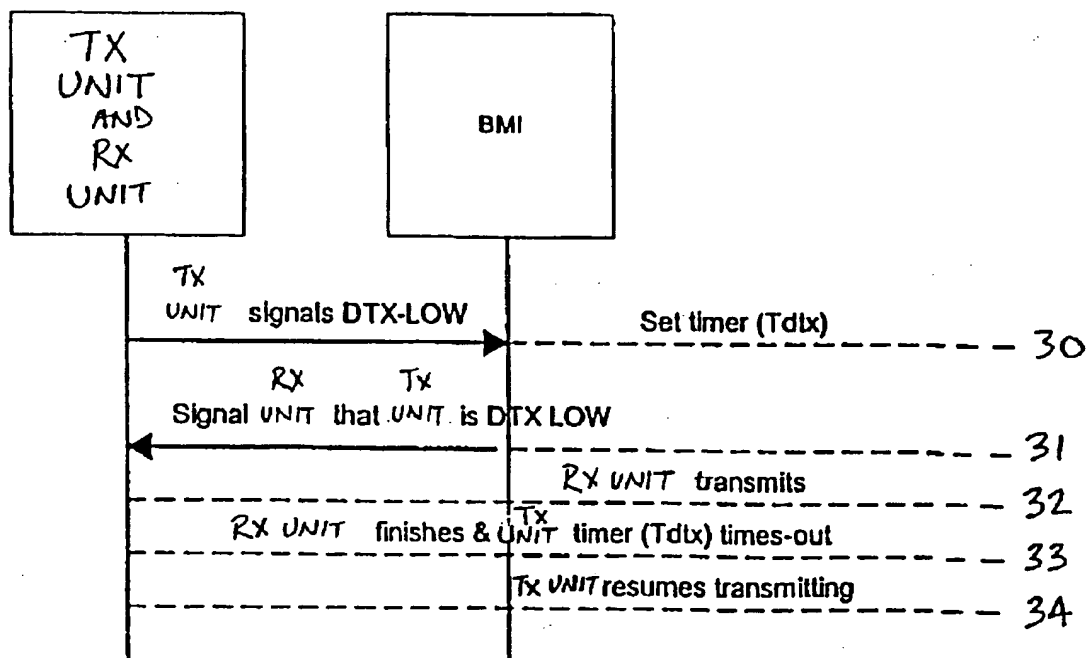 TX
UNIT
AND
RX
UNIT
BMI
TX
UNIT signals DTX-LOW
Set timer (Tdtx)
30
RX TX
Signal UNIT that UNIT is DTX LOW
31
RX UNIT transmits
32
TX
RX UNIT finishes & UNIT timer (Tdtx) times-out
33
TX UNIT resumes transmitting
34